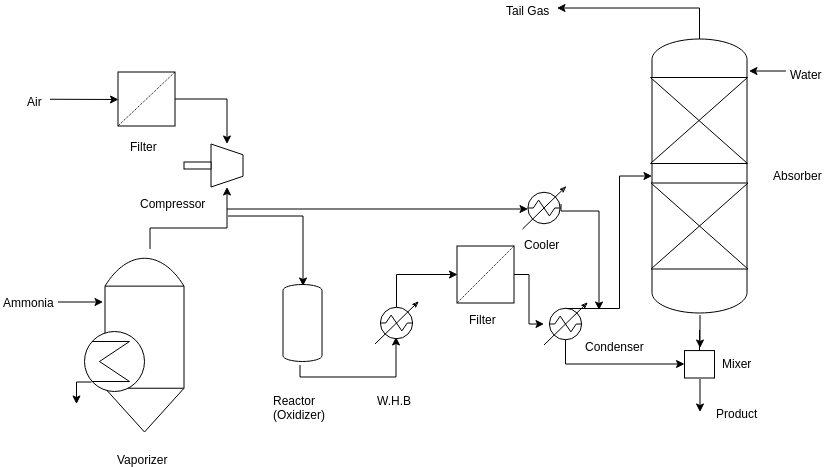 Tail Gas
Water
Air
Filter
Absorber
Compressor
Cooler
Ammonia
Filter
Condenser
Mixer
Reactor
(Oxidizer)
W.H.B
Product
Vaporizer